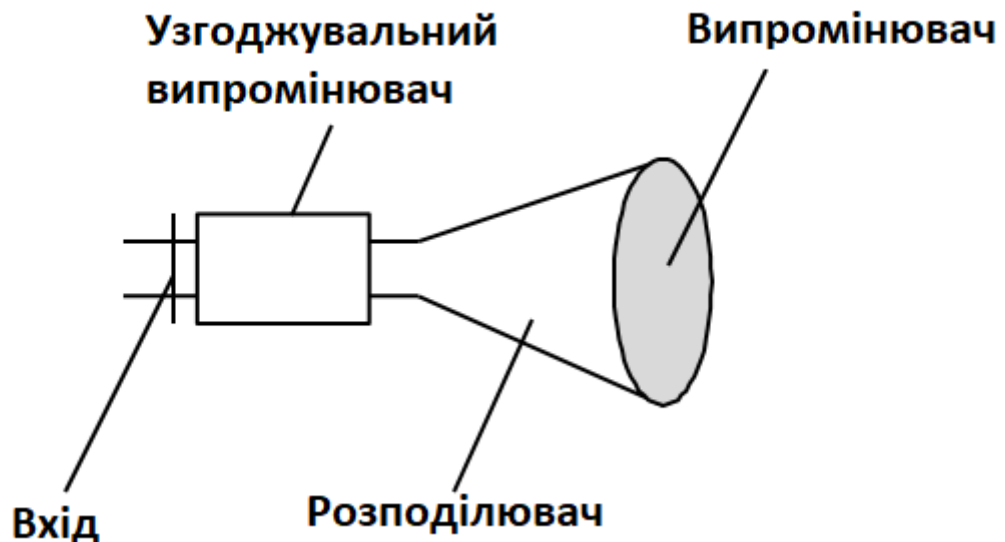 Узгоджувальний
випромінювач
Випромінювач
Вхід
Розподілювач